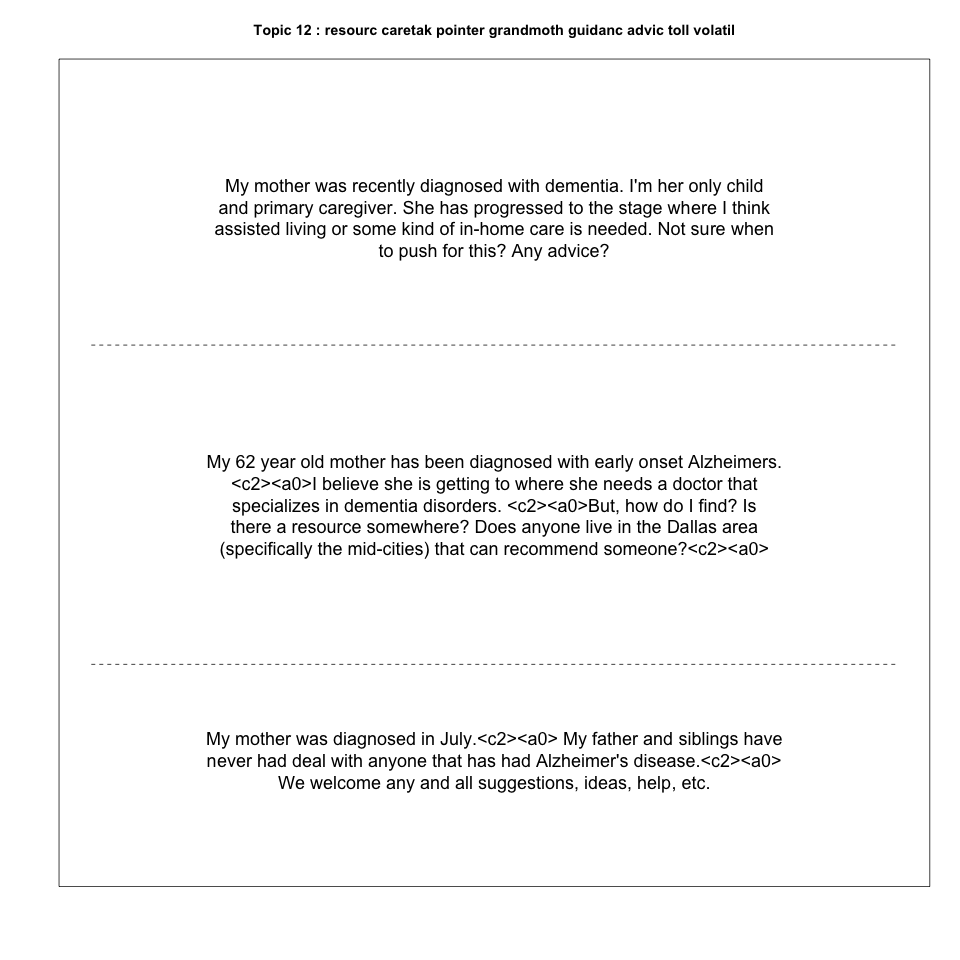 Topic 12 : resourc caretak pointer grandmoth guidanc advic toll volatil
My mother was recently diagnosed with dementia. I'm her only child
and primary caregiver. She has progressed to the stage where I think
assisted living or some kind of in-home care is needed. Not sure when
to push for this? Any advice?
My 62 year old mother has been diagnosed with early onset Alzheimers.
<c2><a0>I believe she is getting to where she needs a doctor that
specializes in dementia disorders. <c2><a0>But, how do I find? Is
there a resource somewhere? Does anyone live in the Dallas area
(specifically the mid-cities) that can recommend someone?<c2><a0>
My mother was diagnosed in July.<c2><a0> My father and siblings have
never had deal with anyone that has had Alzheimer's disease.<c2><a0>
We welcome any and all suggestions, ideas, help, etc.